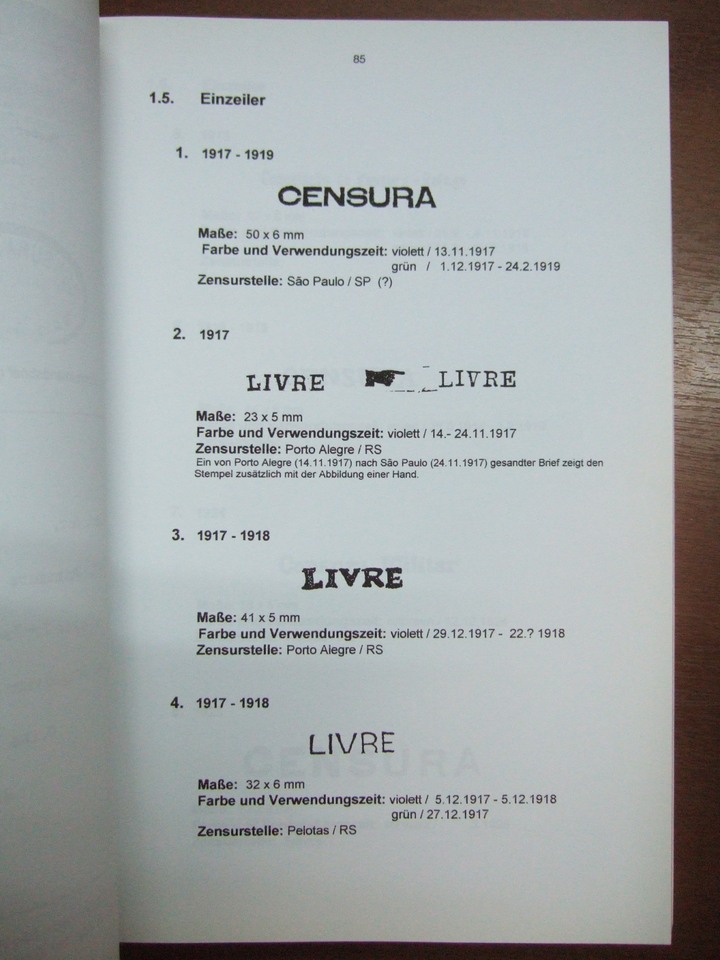 85
1.5. Einzeiler
1. 1917 - 1919
CENSURA
Maße: 50 x 6 mm
Farbe und Verwendungszeit: violett / 13.11.1917
grün / 1.12.1917 - 24.2.1919
Zensurstelle: São Paulo / SP (?)
2. 1917
LIVRE LIVRE
Maße: 23 x 5 mm
Farbe und Verwendungszeit: violett / 14.- 24.11.1917
Zensurstelle: Porto Alegre / RS
Ein von Porto Alegre (14.11.1917) nach São Paulo (24.11.1917) gesandter Brief zeigt den
Stempel zusätzlich mit der Abbildung einer Hand.
3. 1917 - 1918
LIVRE
Maße: 41 x 5 mm
Farbe und Verwendungszeit: violett / 29.12.1917 - 22.? 1918
Zensurstelle: Porto Alegre / RS
4. 1917 - 1918
LIVRE
Maße: 32 x 6 mm
Farbe und Verwendungszeit: violett / 5.12.1917 - 5.12.1918
grün / 27.12.1917
Zensurstelle: Pelotas / RS